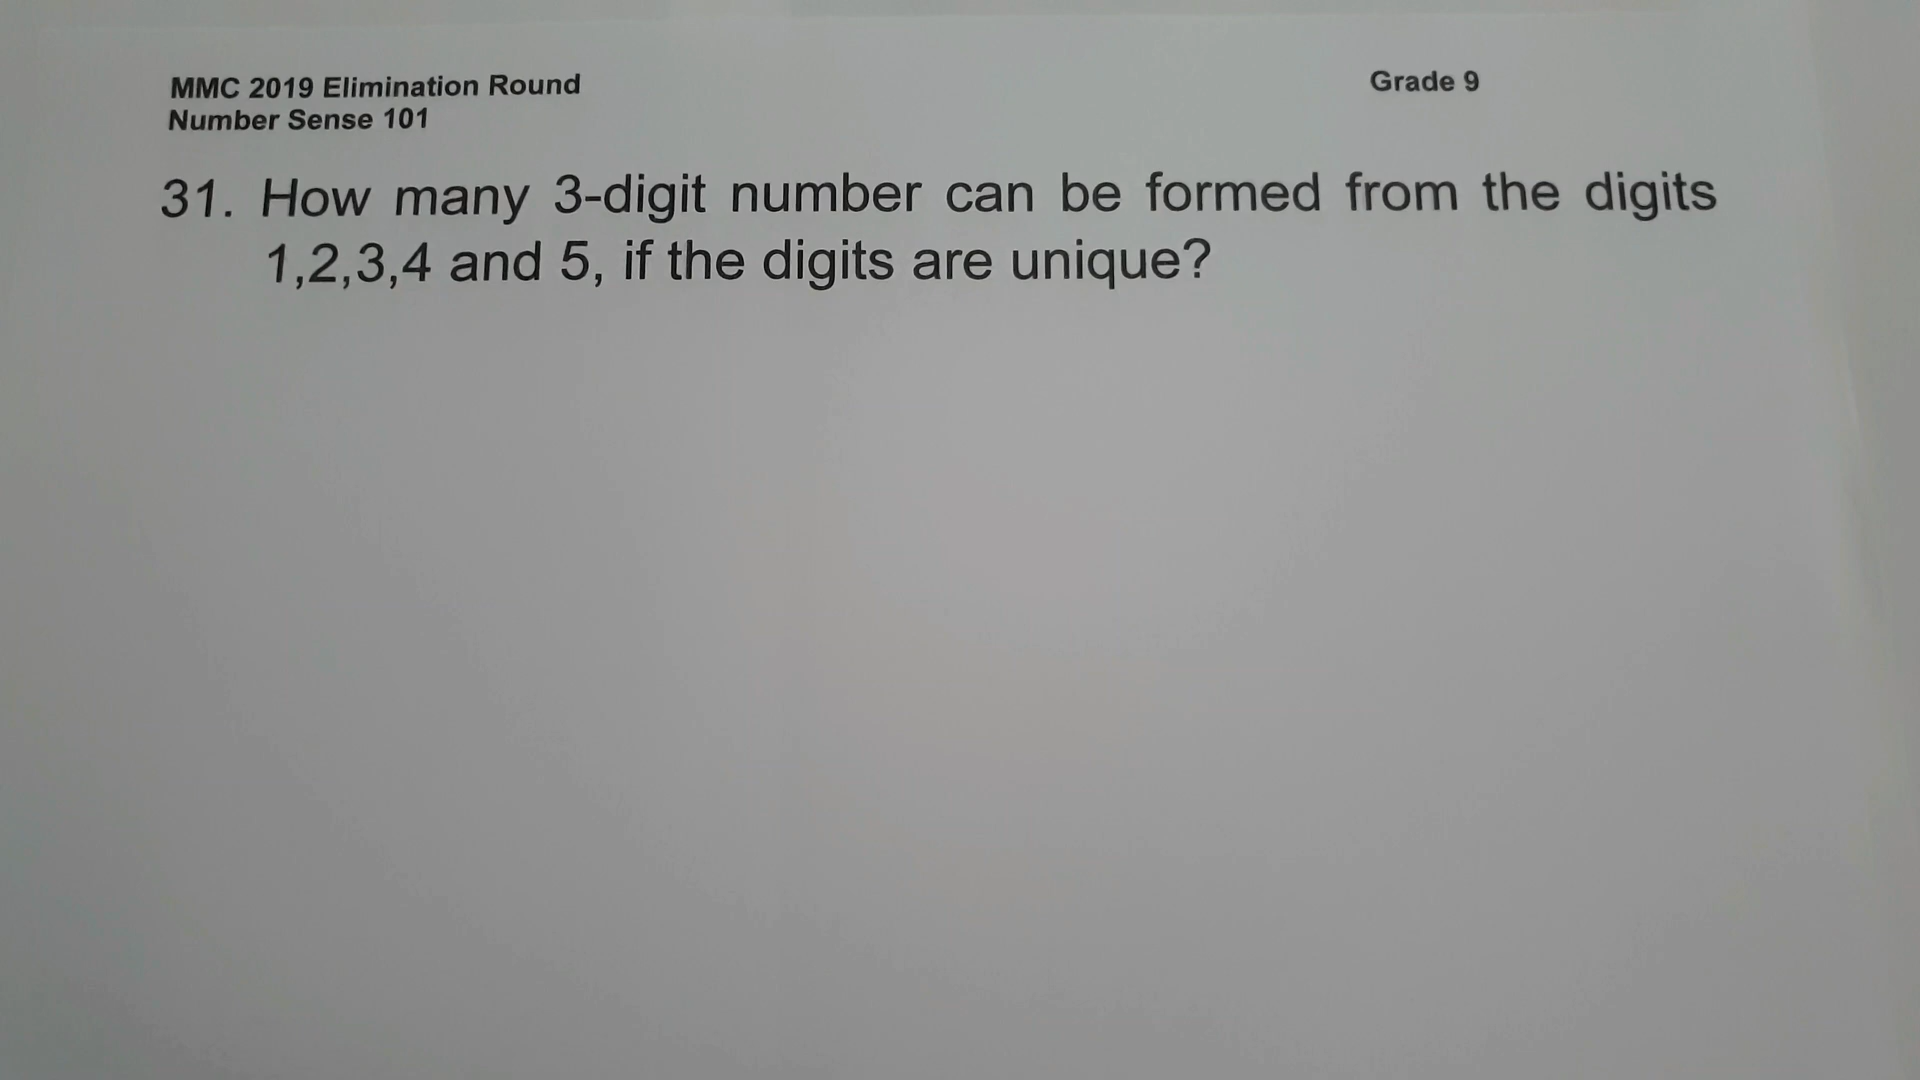 MMC 2019 Elimination Round
Grade 9
Number Sense 101
31. How many 3-digit number can be formed from the digits
1,2,3,4 and 5, if the digits are unique?